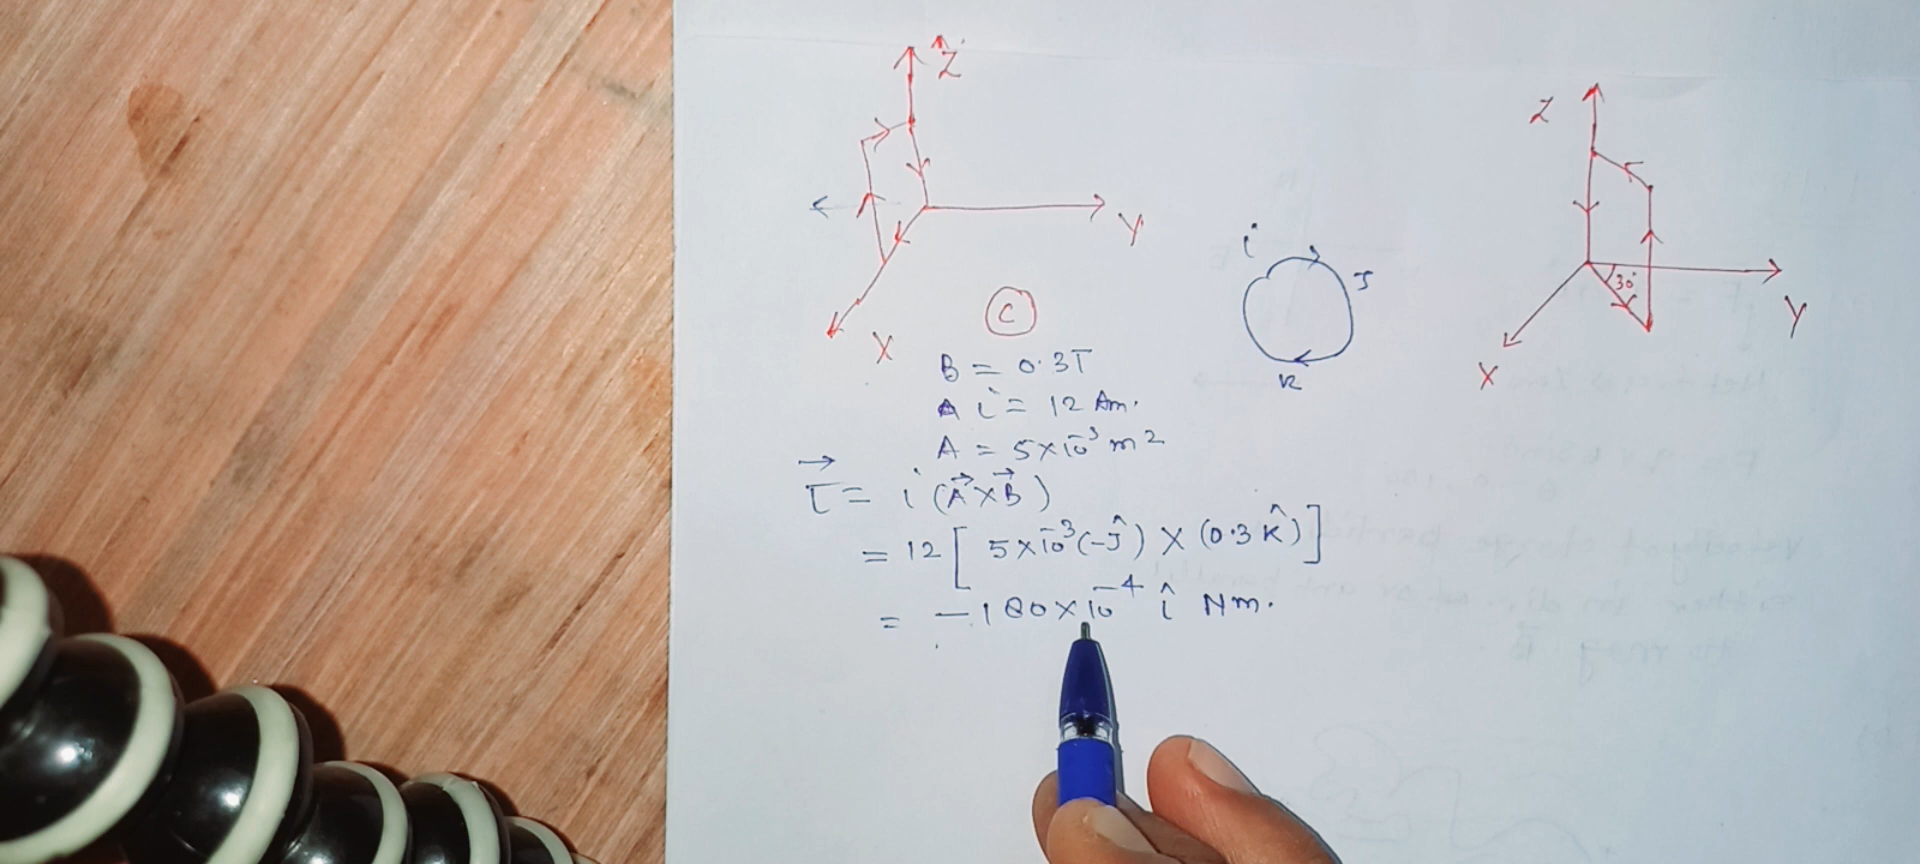 Z
Y
X
C
Z
30°
Y
X
i
J
K
B = 0.3T
A i = 12 Am.
A = 5×10⁻³ m²
τ⃗ = i (A⃗ × B⃗)
= 12 [ 5×10⁻³(-ĵ) × (0.3 k̂) ]
= -180×10⁻⁴ î Nm.